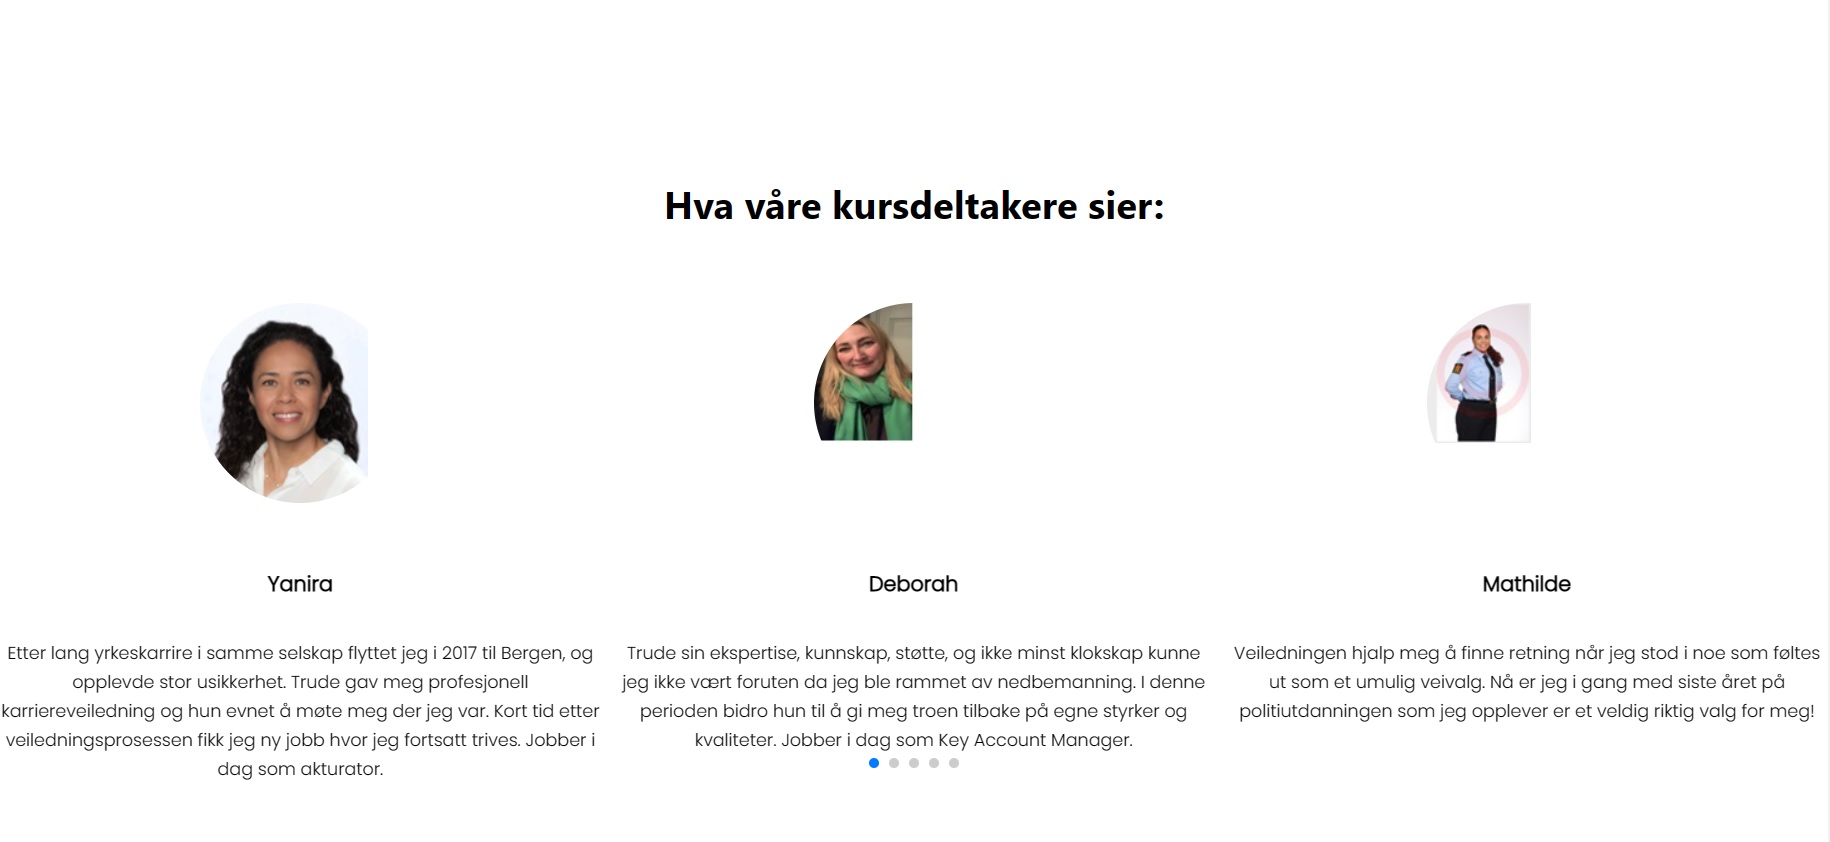 Hva våre kursdeltakere sier:
Yanira
Etter lang yrkeskarrire i samme selskap flyttet jeg i 2017 til Bergen, og
opplevde stor usikkerhet. Trude gav meg profesjonell
karriereveiledning og hun evnet å møte meg der jeg var. Kort tid etter
veiledningsprosessen fikk jeg ny jobb hvor jeg fortsatt trives. Jobber i
dag som akturator.
Deborah
Trude sin ekspertise, kunnskap, støtte, og ikke minst klokskap kunne
jeg ikke vært foruten da jeg ble rammet av nedbemanning. I denne
perioden bidro hun til å gi meg troen tilbake på egne styrker og
kvaliteter. Jobber i dag som Key Account Manager.
Mathilde
Veiledningen hjalp meg å finne retning når jeg stod i noe som føltes
ut som et umulig veivalg. Nå er jeg i gang med siste året på
politiutdanningen som jeg opplever er et veldig riktig valg for meg!